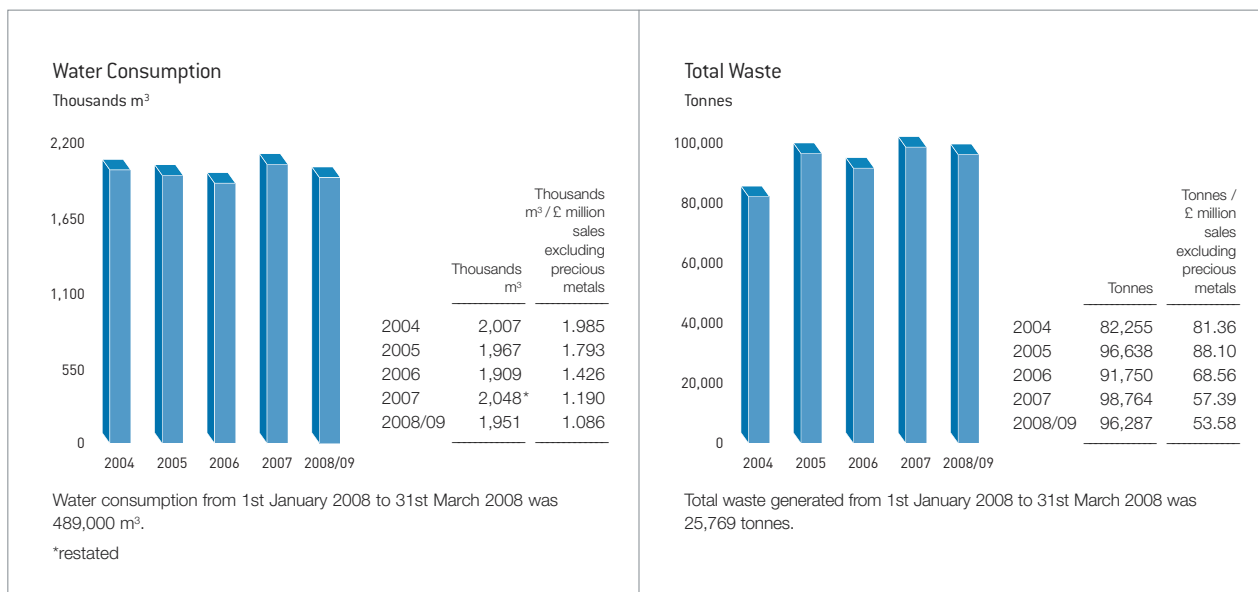 Water Consumption
Thousands m³
2,200
1,650
1,100
550
0
2004 2005 2006 2007 2008/09
Thousands
m³
Thousands
m³ / £ million
sales
excluding
precious
metals
2004 2,007 1.985
2005 1,967 1.793
2006 1,909 1.426
2007 2,048* 1.190
2008/09 1,951 1.086
Water consumption from 1st January 2008 to 31st March 2008 was
489,000 m³.
*restated
Total Waste
Tonnes
100,000
80,000
60,000
40,000
20,000
0
2004 2005 2006 2007 2008/09
Tonnes
Tonnes /
£ million
sales
excluding
precious
metals
2004 82,255 81.36
2005 96,638 88.10
2006 91,750 68.56
2007 98,764 57.39
2008/09 96,287 53.58
Total waste generated from 1st January 2008 to 31st March 2008 was
25,769 tonnes.